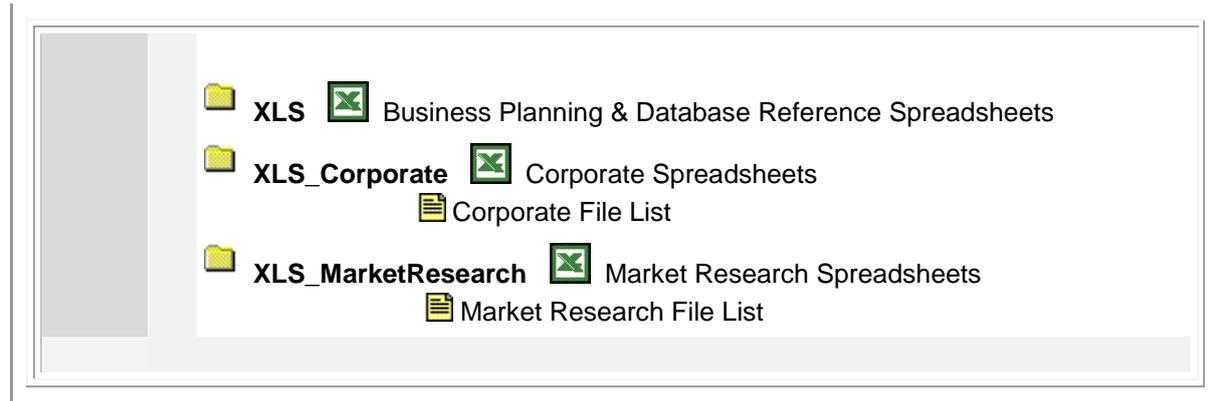 XLS Business Planning & Database Reference Spreadsheets
XLS_Corporate Corporate Spreadsheets
Corporate File List
XLS_MarketResearch Market Research Spreadsheets
Market Research File List